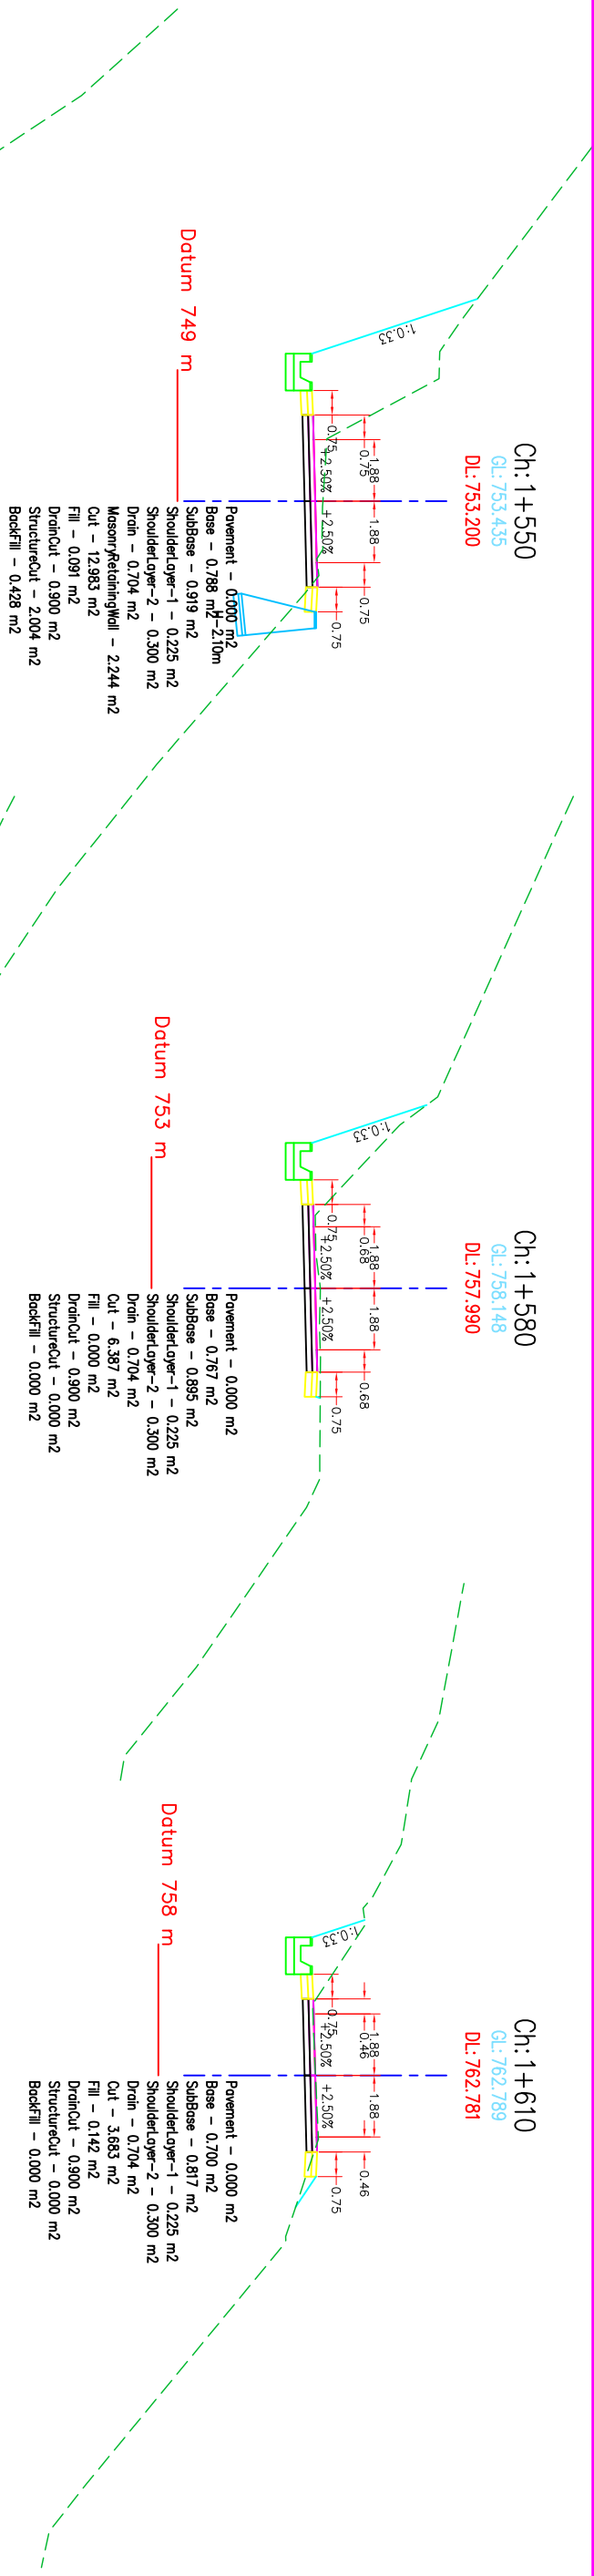 Ch: 1+550
GL: 753.435
DL: 753.200
1.88
1.88
0.75
0.75
0.75
0.75
+2.50%
+2.50%
1:0.33
H-2.10m
Datum 749 m
Pavement - 0.000 m2
Base - 0.788 m2
SubBase - 0.919 m2
ShoulderLayer-1 - 0.225 m2
ShoulderLayer-2 - 0.300 m2
Drain - 0.704 m2
MasonryRetainingWall - 2.244 m2
Cut - 12.983 m2
Fill - 0.091 m2
DrainCut - 0.900 m2
StructureCut - 2.004 m2
BackFill - 0.428 m2
Ch: 1+580
GL: 758.148
DL: 757.990
1.88
1.88
0.68
0.68
0.75
0.75
+2.50%
+2.50%
1:0.33
Datum 753 m
Pavement - 0.000 m2
Base - 0.767 m2
SubBase - 0.895 m2
ShoulderLayer-1 - 0.225 m2
ShoulderLayer-2 - 0.300 m2
Drain - 0.704 m2
Cut - 6.387 m2
Fill - 0.000 m2
DrainCut - 0.900 m2
StructureCut - 0.000 m2
BackFill - 0.000 m2
Ch: 1+610
GL: 762.789
DL: 762.781
1.88
1.88
0.46
0.46
0.75
0.75
+2.50%
+2.50%
1:0.33
Datum 758 m
Pavement - 0.000 m2
Base - 0.700 m2
SubBase - 0.817 m2
ShoulderLayer-1 - 0.225 m2
ShoulderLayer-2 - 0.300 m2
Drain - 0.704 m2
Cut - 3.683 m2
Fill - 0.142 m2
DrainCut - 0.900 m2
StructureCut - 0.000 m2
BackFill - 0.000 m2